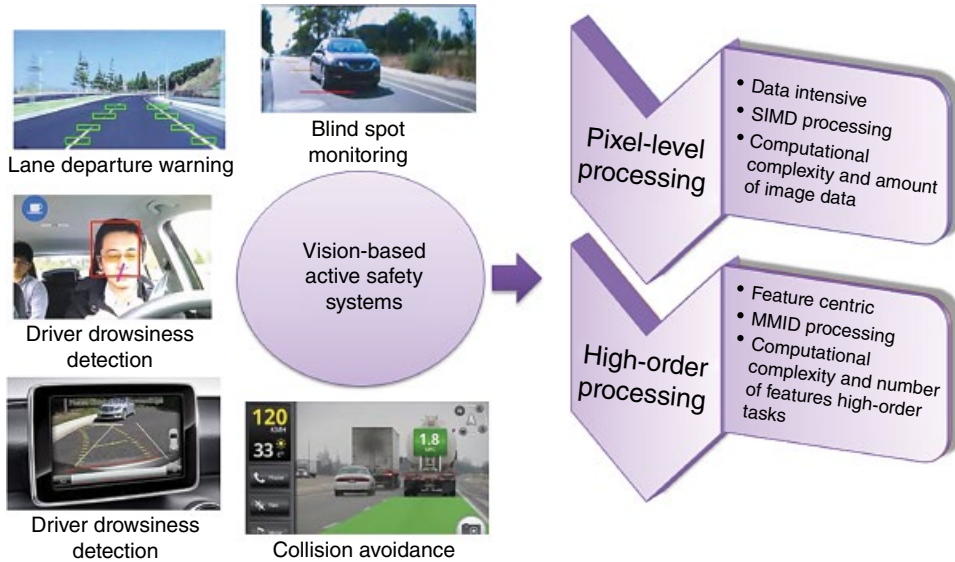 Lane departure warning
Blind spot
monitoring
Driver drowsiness
detection
Driver drowsiness
detection
120
KM/H
33
1.8
Collision avoidance
Vision-based
active safety
systems
Pixel-level
processing
• Data intensive
• SIMD processing
• Computational
complexity and amount
of image data
High-order
processing
• Feature centric
• MMID processing
• Computational
complexity and number
of features high-order
tasks